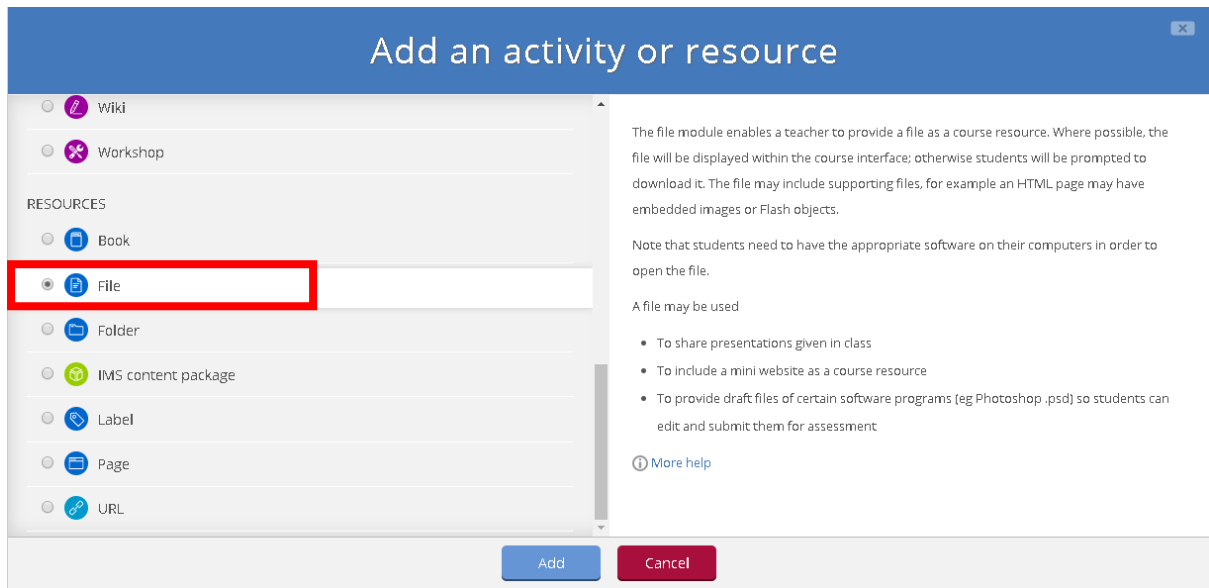 Add an activity or resource
Wiki
Workshop
RESOURCES
Book
File
Folder
IMS content package
Label
Page
URL
The file module enables a teacher to provide a file as a course resource. Where possible, the
file will be displayed within the course interface; otherwise students will be prompted to
download it. The file may include supporting files, for example an HTML page may have
embedded images or Flash objects.
Note that students need to have the appropriate software on their computers in order to
open the file.
A file may be used
• To share presentations given in class
• To include a mini website as a course resource
• To provide draft files of certain software programs (eg Photoshop .psd) so students can
edit and submit them for assessment
More help
Add
Cancel